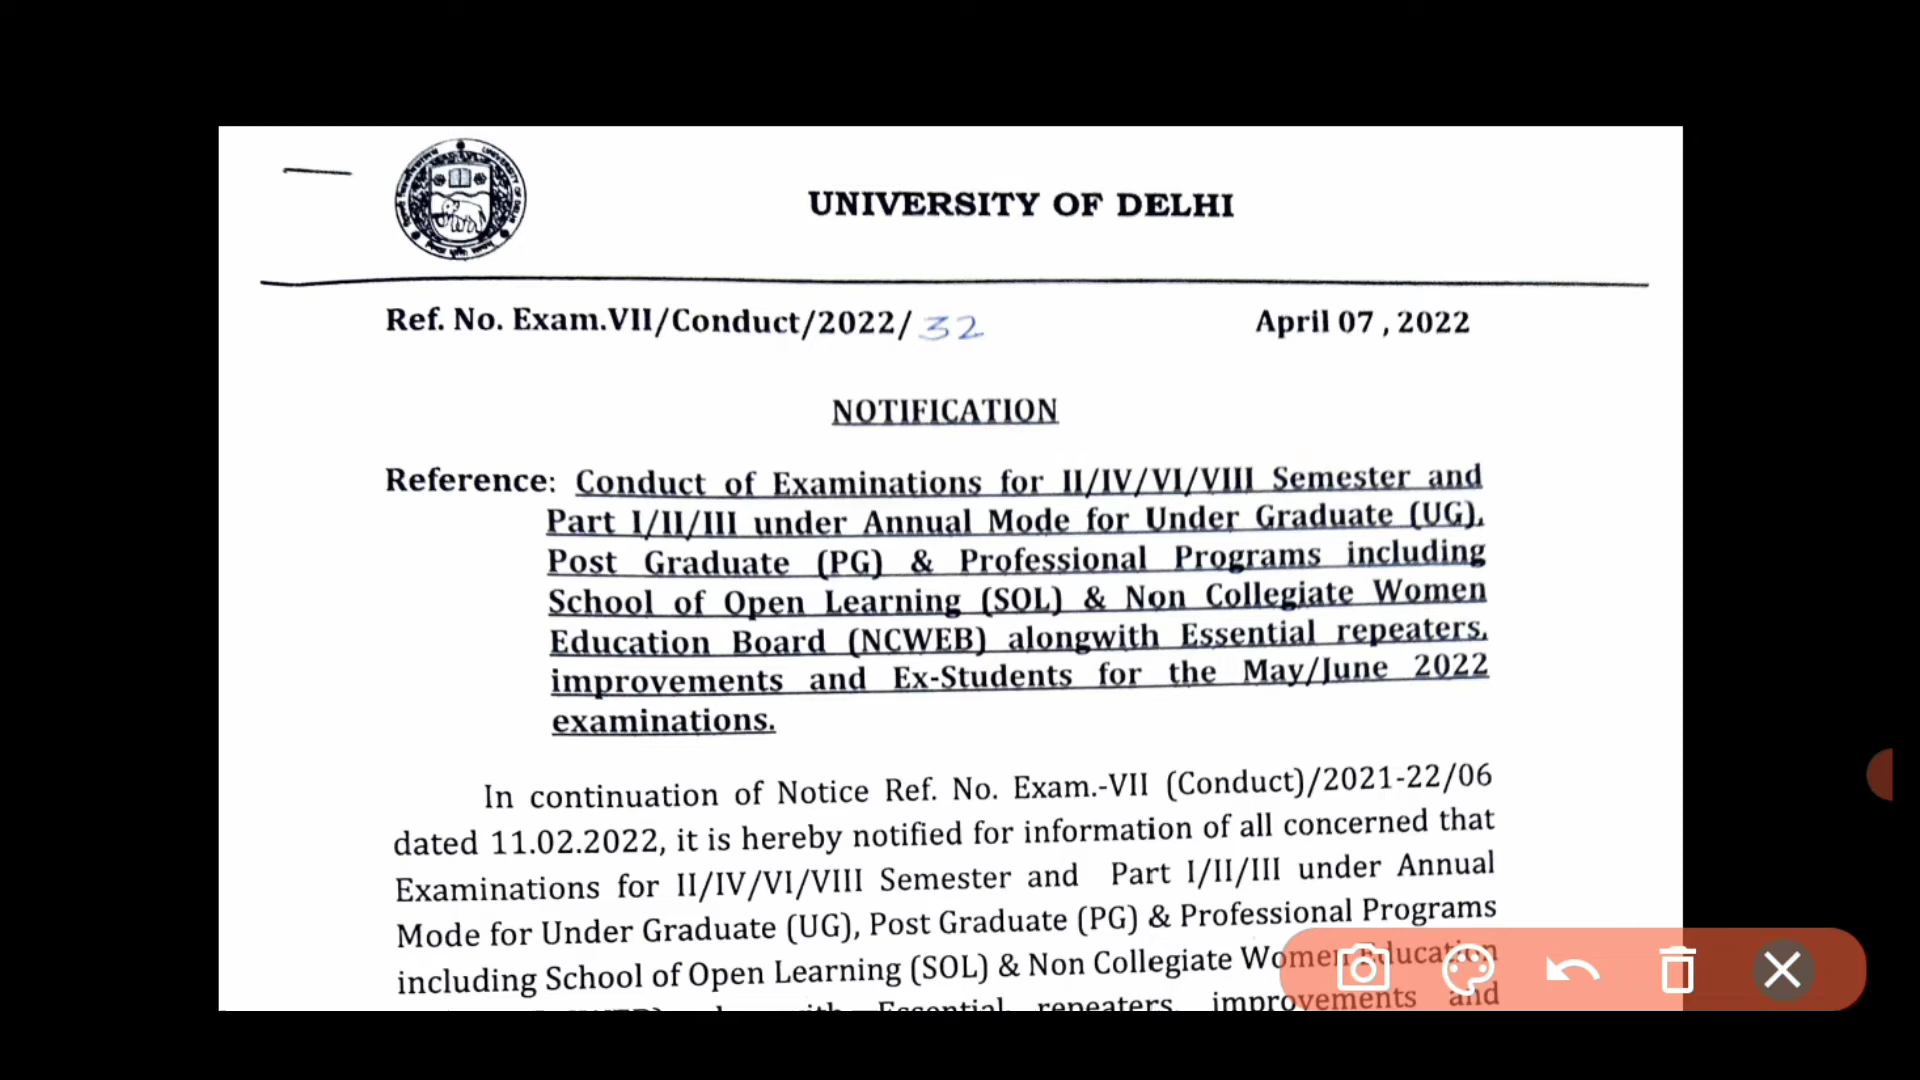 UNIVERSITY OF DELHI
UNIVERSITY OF DELHI
Ref. No. Exam.VII/Conduct/2022/32
April 07 , 2022
NOTIFICATION
Reference: Conduct of Examinations for II/IV/VI/VIII Semester and
Part I/II/III under Annual Mode for Under Graduate (UG),
Post Graduate (PG) & Professional Programs including
School of Open Learning (SOL) & Non Collegiate Women
Education Board (NCWEB) alongwith Essential repeaters,
improvements and Ex-Students for the May/June 2022
examinations.
In continuation of Notice Ref. No. Exam.-VII (Conduct)/2021-22/06
dated 11.02.2022, it is hereby notified for information of all concerned that
Examinations for II/IV/VI/VIII Semester and Part I/II/III under Annual
Mode for Under Graduate (UG), Post Graduate (PG) & Professional Programs
including School of Open Learning (SOL) & Non Collegiate Women Education
Essential repeaters, improvements and